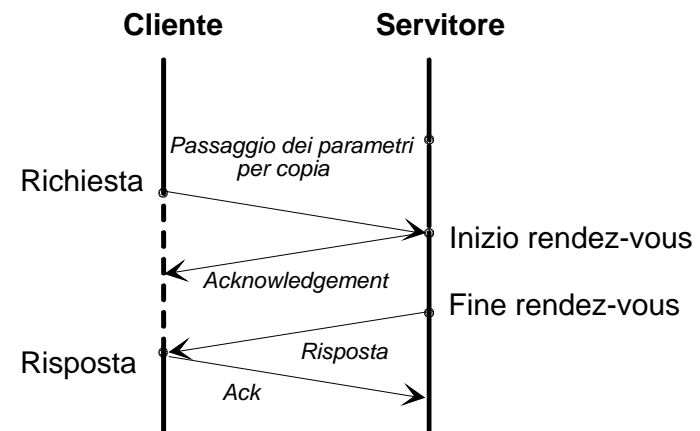 Cliente
Servitore
Passaggio dei parametri
per copia
Richiesta
Inizio rendez-vous
Acknowledgement
Fine rendez-vous
Risposta
Risposta
Ack